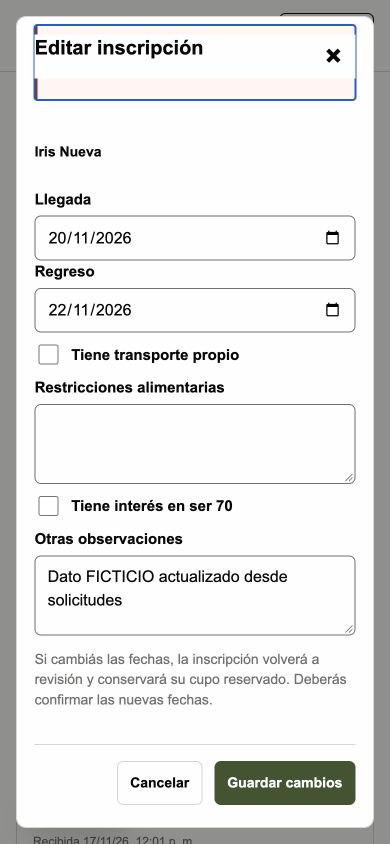 Editar inscripción
Iris Nueva
Llegada
20/11/2026
Regreso
22/11/2026
Tiene transporte propio
Restricciones alimentarias
Tiene interés en ser 70
Otras observaciones
Dato FICTICIO actualizado desde
solicitudes
Si cambiás las fechas, la inscripción volverá a
revisión y conservará su cupo reservado. Deberás
confirmar las nuevas fechas.
Cancelar
Guardar cambios
Recibida 17/11/26, 12:01 p. m.